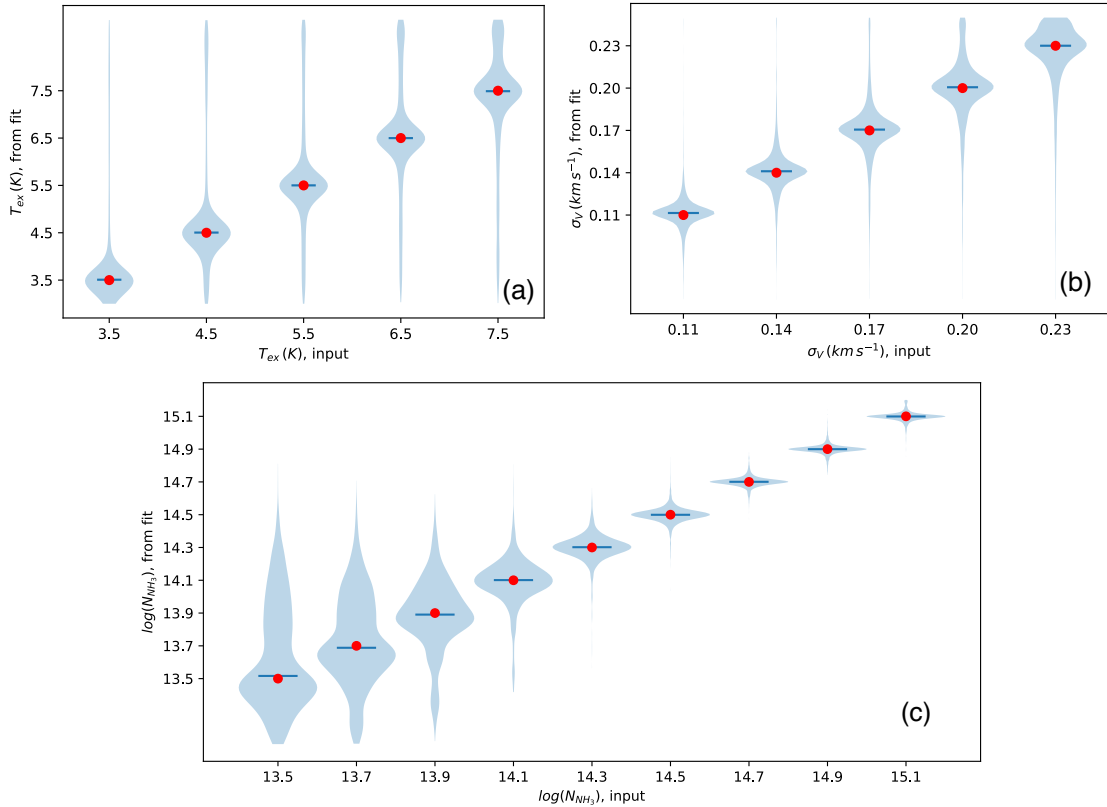 7.5
6.5
5.5
4.5
3.5
T_ex (K), from fit
3.5 4.5 5.5 6.5 7.5
T_ex (K), input
(a)
0.23
0.20
0.17
0.14
0.11
σ_V (km s⁻¹), from fit
0.11 0.14 0.17 0.20 0.23
σ_V (km s⁻¹), input
(b)
15.1
14.9
14.7
14.5
14.3
14.1
13.9
13.7
13.5
log(N_NH₃), from fit
13.5 13.7 13.9 14.1 14.3 14.5 14.7 14.9 15.1
log(N_NH₃), input
(c)